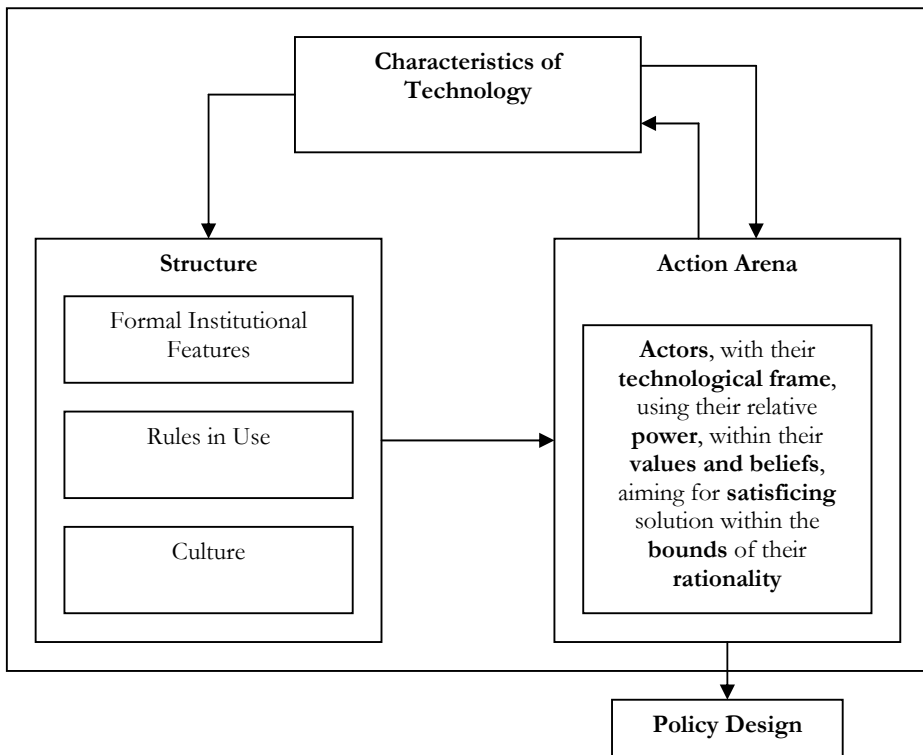 Characteristics of
Technology
Structure
Formal Institutional
Features
Rules in Use
Culture
Action Arena
Actors, with their
technological frame,
using their relative
power, within their
values and beliefs,
aiming for satisficing
solution within the
bounds of their
rationality
Policy Design